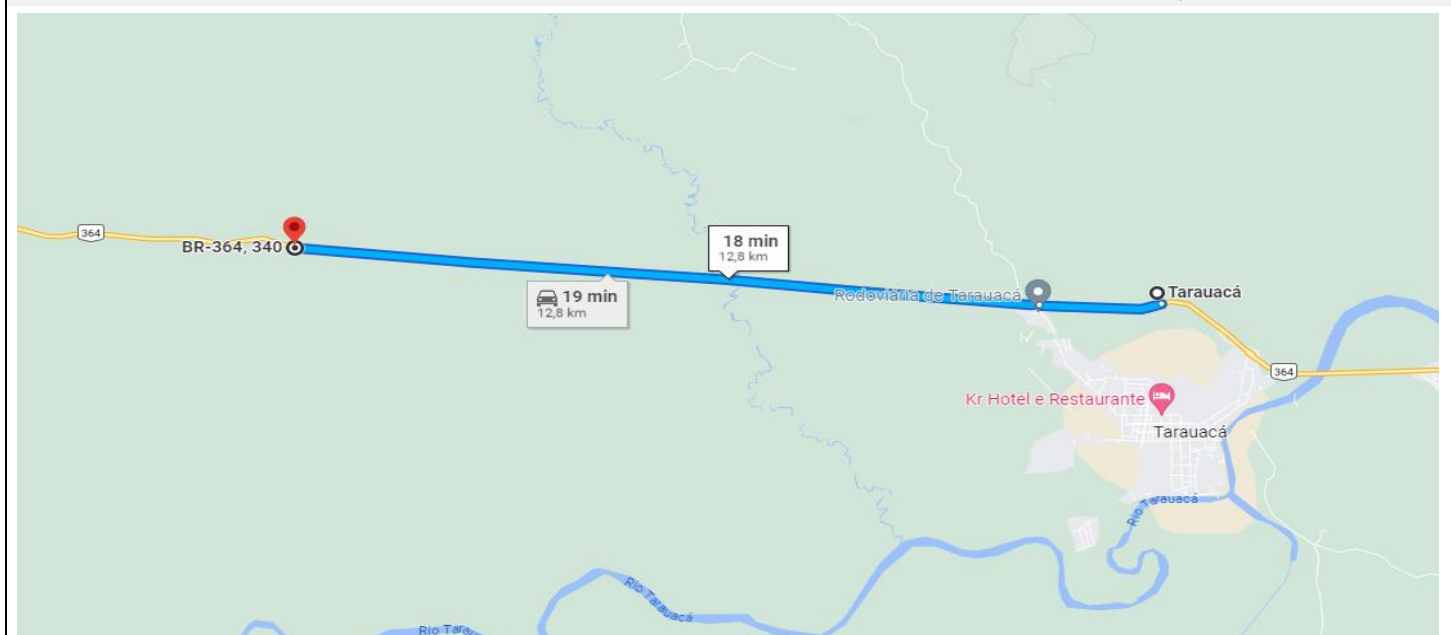 364
BR-364, 340
18 min
12,8 km
19 min
12,8 km
Rodoviária de Tarauacá
Tarauacá
364
Kr Hotel e Restaurante
Tarauacá
Rio Tarauacá
Rio Tarauacá
Rio